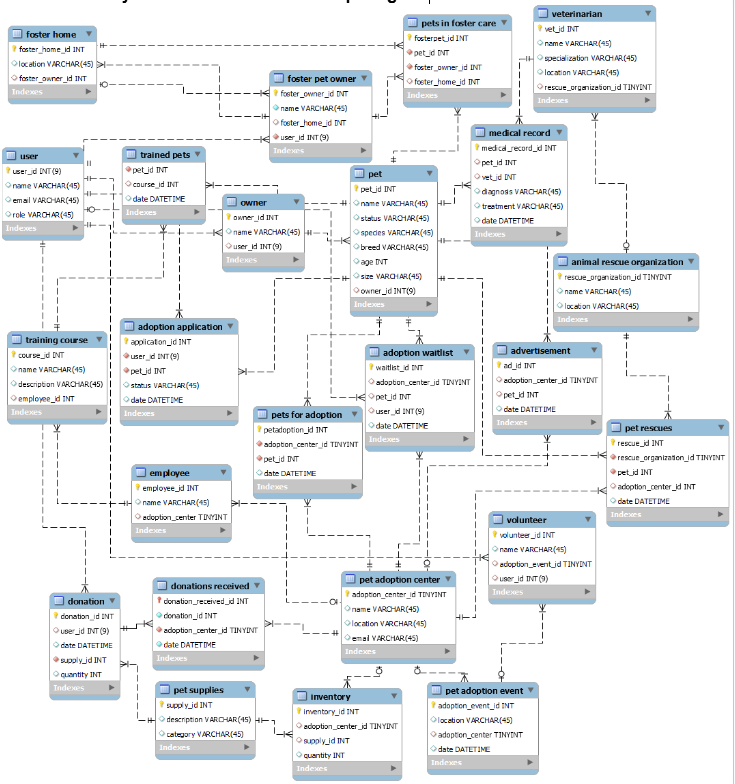 foster home
foster_home_id INT
location VARCHAR(45)
foster_owner_id INT
Indexes
foster pet owner
foster_owner_id INT
name VARCHAR(45)
foster_home_id INT
user_id INT(9)
Indexes
pets in foster care
fosterpet_id INT
pet_id INT
foster_owner_id INT
foster_home_id INT
Indexes
veterinarian
vet_id INT
name VARCHAR(45)
specialization VARCHAR(45)
location VARCHAR(45)
rescue_organization_id TINYINT
Indexes
user
user_id INT(9)
name VARCHAR(45)
email VARCHAR(45)
role VARCHAR(45)
Indexes
trained pets
pet_id INT
course_id INT
date DATETIME
Indexes
owner
owner_id INT
name VARCHAR(45)
user_id INT(9)
Indexes
pet
pet_id INT
name VARCHAR(45)
status VARCHAR(45)
species VARCHAR(45)
breed VARCHAR(45)
age INT
size VARCHAR(45)
owner_id INT(9)
Indexes
medical record
medical_record_id INT
pet_id INT
vet_id INT
diagnosis VARCHAR(45)
treatment VARCHAR(45)
date DATETIME
Indexes
animal rescue organization
rescue_organization_id TINYINT
name VARCHAR(45)
location VARCHAR(45)
Indexes
training course
course_id INT
name VARCHAR(45)
description VARCHAR(45)
employee_id INT
Indexes
adoption application
application_id INT
user_id INT(9)
pet_id INT
status VARCHAR(45)
date DATETIME
Indexes
adoption waitlist
waitlist_id INT
adoption_center_id TINYINT
pet_id INT
user_id INT(9)
date DATETIME
Indexes
advertisement
ad_id INT
adoption_center_id TINYINT
pet_id INT
date DATETIME
Indexes
pets for adoption
petadoption_id INT
adoption_center_id TINYINT
pet_id INT
date DATETIME
Indexes
pet rescues
rescue_id INT
rescue_organization_id TINYINT
pet_id INT
adoption_center_id INT
date DATETIME
Indexes
employee
employee_id INT
name VARCHAR(45)
adoption_center TINYINT
Indexes
volunteer
volunteer_id INT
name VARCHAR(45)
adoption_event_id TINYINT
user_id INT(9)
Indexes
donation
donation_id INT
user_id INT(9)
date DATETIME
supply_id INT
quantity INT
Indexes
donations received
donation_received_id INT
donation_id INT
adoption_center_id TINYINT
date DATETIME
Indexes
pet adoption center
adoption_center_id TINYINT
name VARCHAR(45)
location VARCHAR(45)
email VARCHAR(45)
Indexes
pet supplies
supply_id INT
description VARCHAR(45)
category VARCHAR(45)
Indexes
inventory
inventory_id INT
adoption_center_id TINYINT
supply_id INT
quantity INT
Indexes
pet adoption event
adoption_event_id INT
location VARCHAR(45)
adoption_center TINYINT
date DATETIME
Indexes